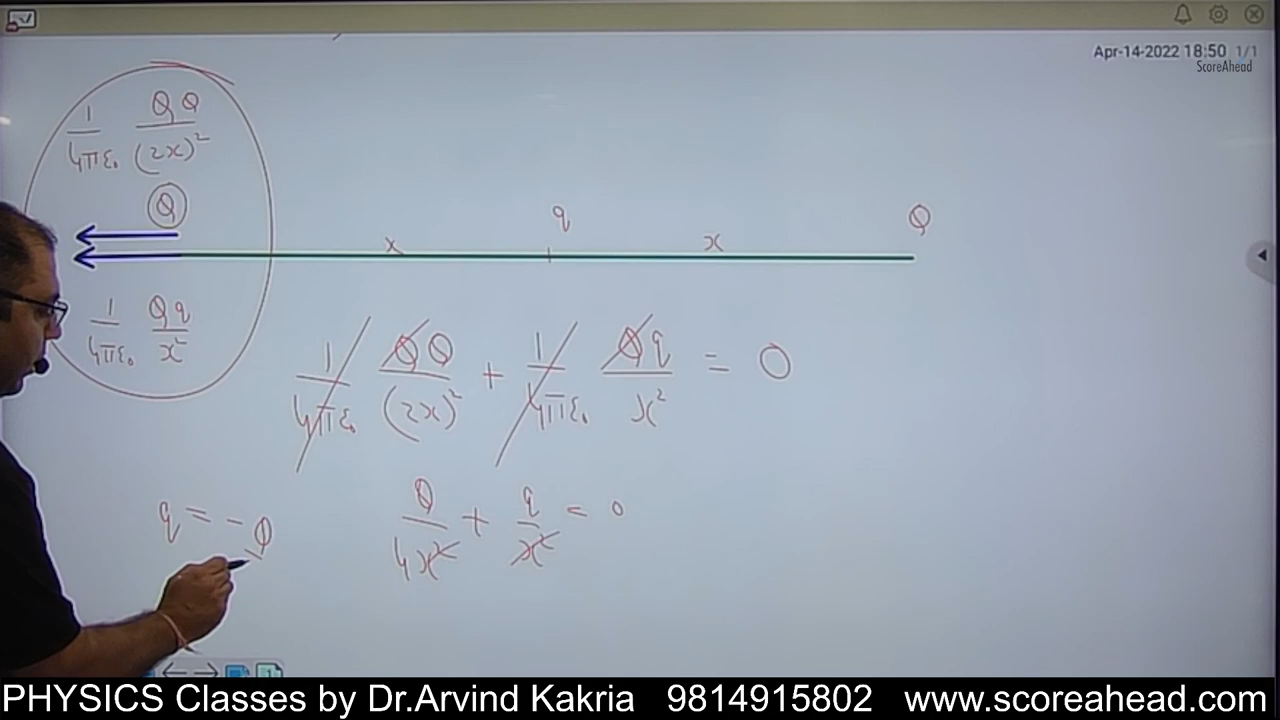 Apr-14-2022 18:50 1/1
ScoreAhead
1/4πε₀ QQ/(2x)²
Q
x q x Q
1/4πε₀ Qq/x²
1/4πε₀ QQ/(2x)² + 1/4πε₀ Qq/x² = 0
Q/4x² + q/x² = 0
q = - Q
PHYSICS Classes by Dr.Arvind Kakria 9814915802 www.scoreahead.com